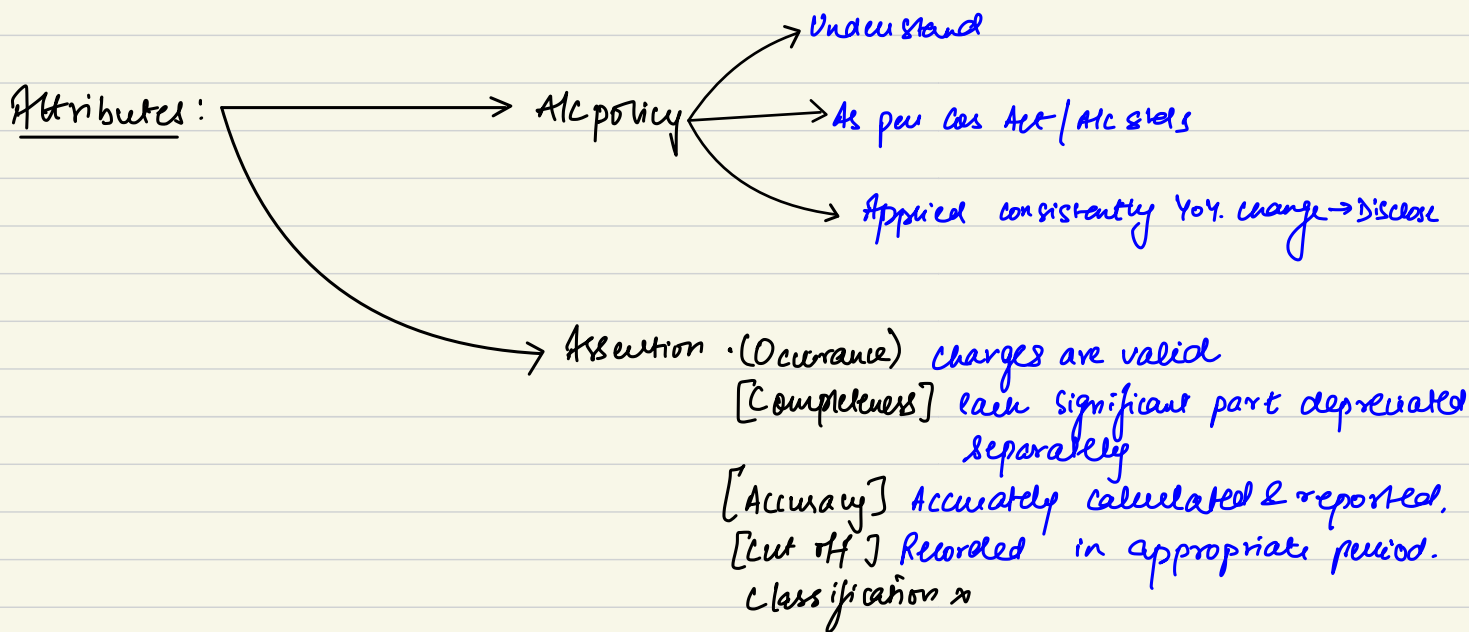 Understand
Attributes: A/c policy
As per Cos Act/A/c stds
Applied consistently YoY. change → Disclose
Assertion . (Occurrance) charges are valid
[Completeness] each significant part depreciated
separately
[Accuracy] Accurately calculated & reported.
[Cut off] Recorded in appropriate period.
Classification x